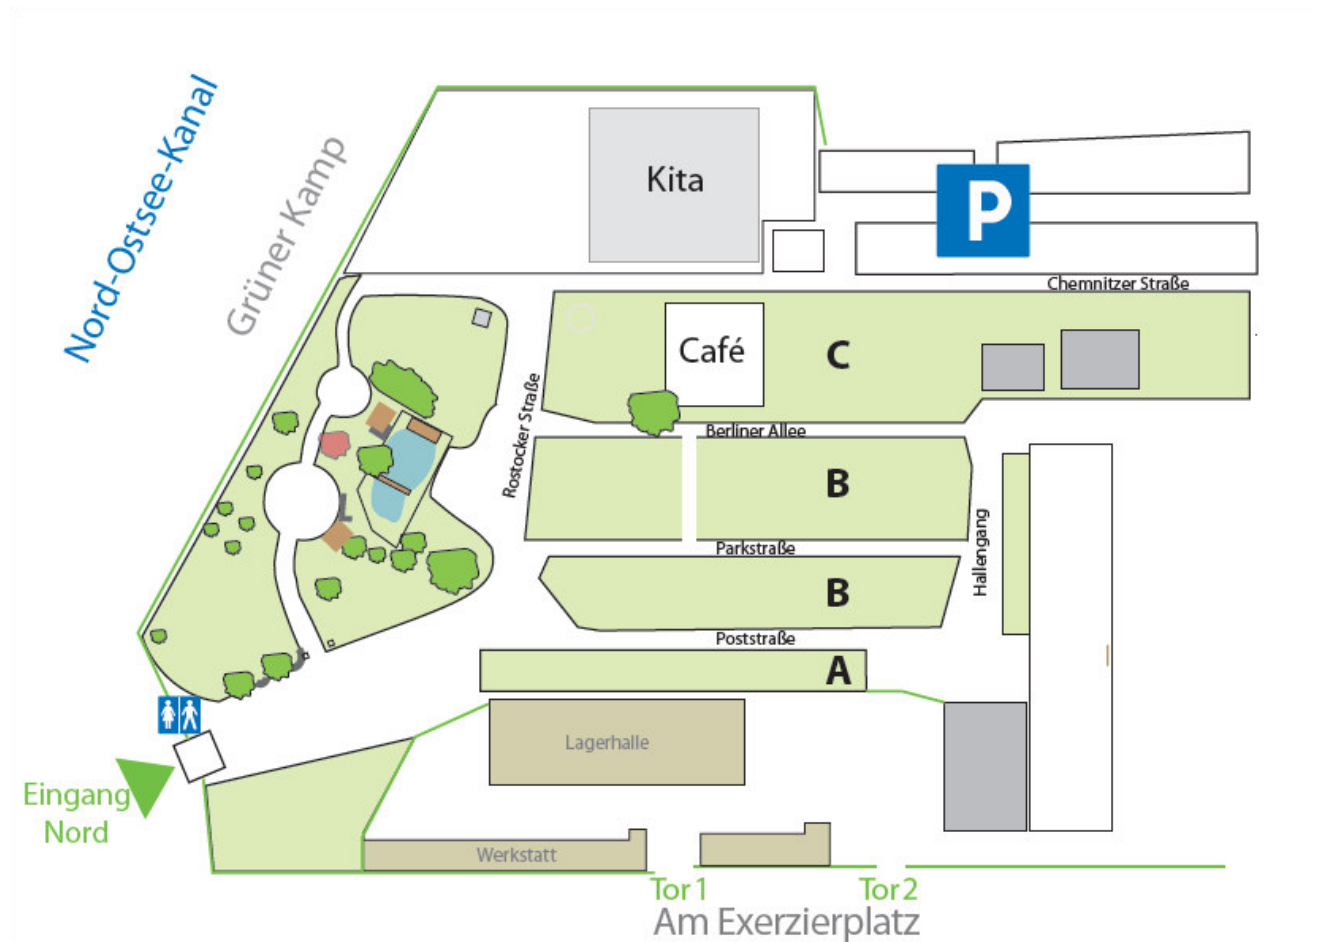 Nord-Ostsee-Kanal
Grüner Kamp
Kita
P
Chemnitzer Straße
Café
C
Rostocker Straße
Berliner Allee
B
Hallengang
Parkstraße
B
Poststraße
A
Lagerhalle
Eingang
Nord
Werkstatt
Tor 1
Tor 2
Am Exerzierplatz